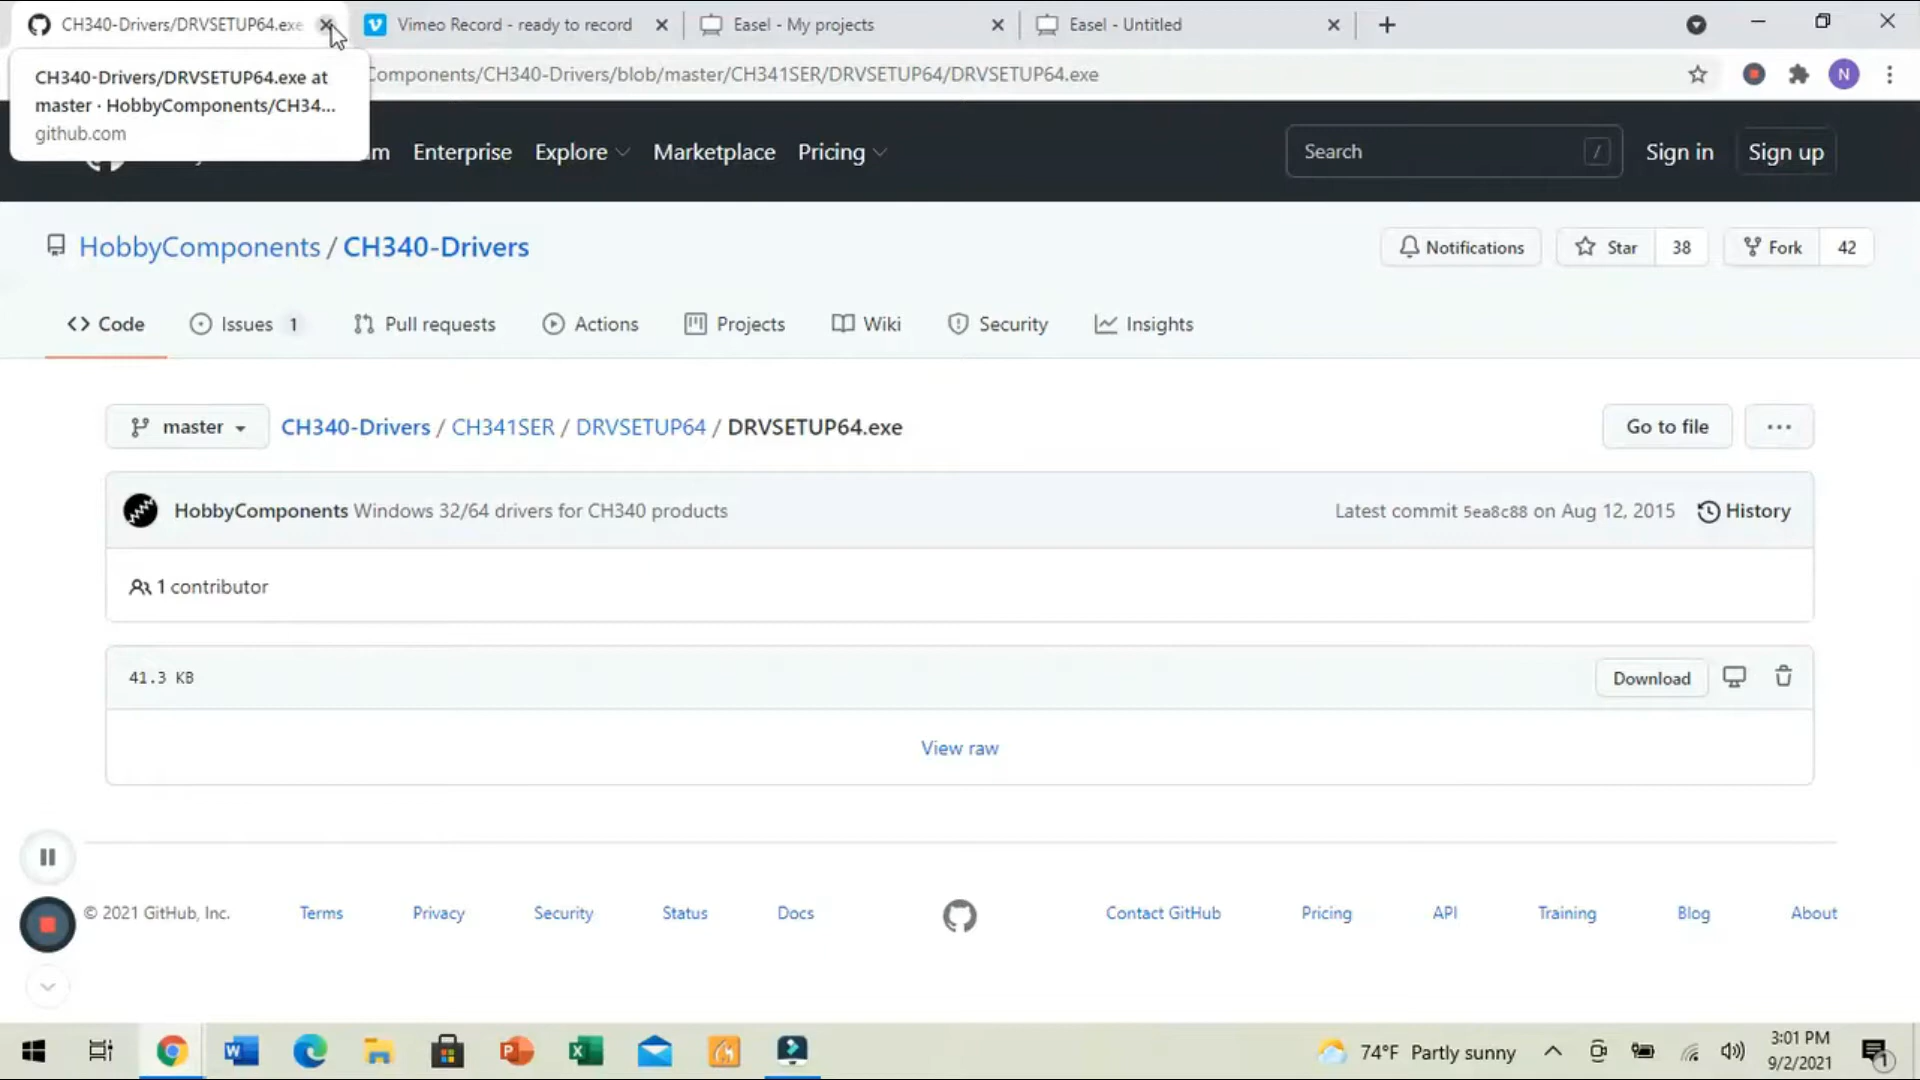 CH340-Drivers/DRVSETUP64.exe
Vimeo Record - ready to record
Easel - My projects
Easel - Untitled
CH340-Drivers/DRVSETUP64.exe at
master · HobbyComponents/CH34...
github.com
Components/CH340-Drivers/blob/master/CH341SER/DRVSETUP64/DRVSETUP64.exe
N
m
Enterprise
Explore
Marketplace
Pricing
Search
/
Sign in
Sign up
HobbyComponents / CH340-Drivers
Notifications
Star
38
Fork
42
Code
Issues
1
Pull requests
Actions
Projects
Wiki
Security
Insights
master
CH340-Drivers / CH341SER / DRVSETUP64 / DRVSETUP64.exe
Go to file
HobbyComponents Windows 32/64 drivers for CH340 products
Latest commit 5ea8c88 on Aug 12, 2015
History
1 contributor
41.3 KB
Download
View raw
© 2021 GitHub, Inc.
Terms
Privacy
Security
Status
Docs
Contact GitHub
Pricing
API
Training
Blog
About
74°F Partly sunny
3:01 PM
9/2/2021
1